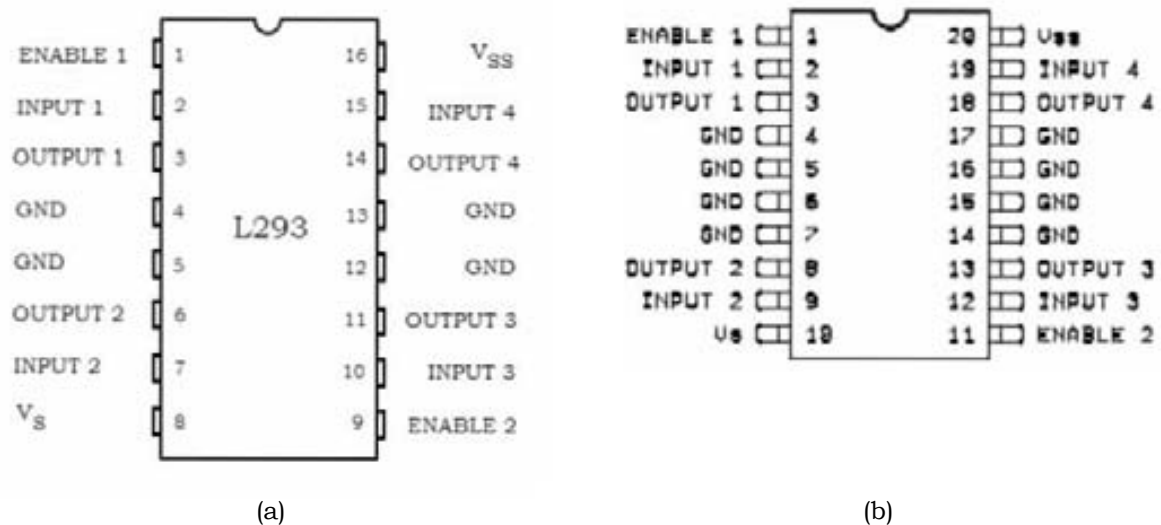 ENABLE 1 1 16 VSS
INPUT 1 2 15 INPUT 4
OUTPUT 1 3 14 OUTPUT 4
GND 4 13 GND
L293
GND 5 12 GND
OUTPUT 2 6 11 OUTPUT 3
INPUT 2 7 10 INPUT 3
VS 8 9 ENABLE 2
(a)
ENABLE 1 1 20 Vss
INPUT 1 2 19 INPUT 4
OUTPUT 1 3 18 OUTPUT 4
GND 4 17 GND
GND 5 16 GND
GND 6 15 GND
GND 7 14 GND
OUTPUT 2 8 13 OUTPUT 3
INPUT 2 9 12 INPUT 3
Vs 10 11 ENABLE 2
(b)